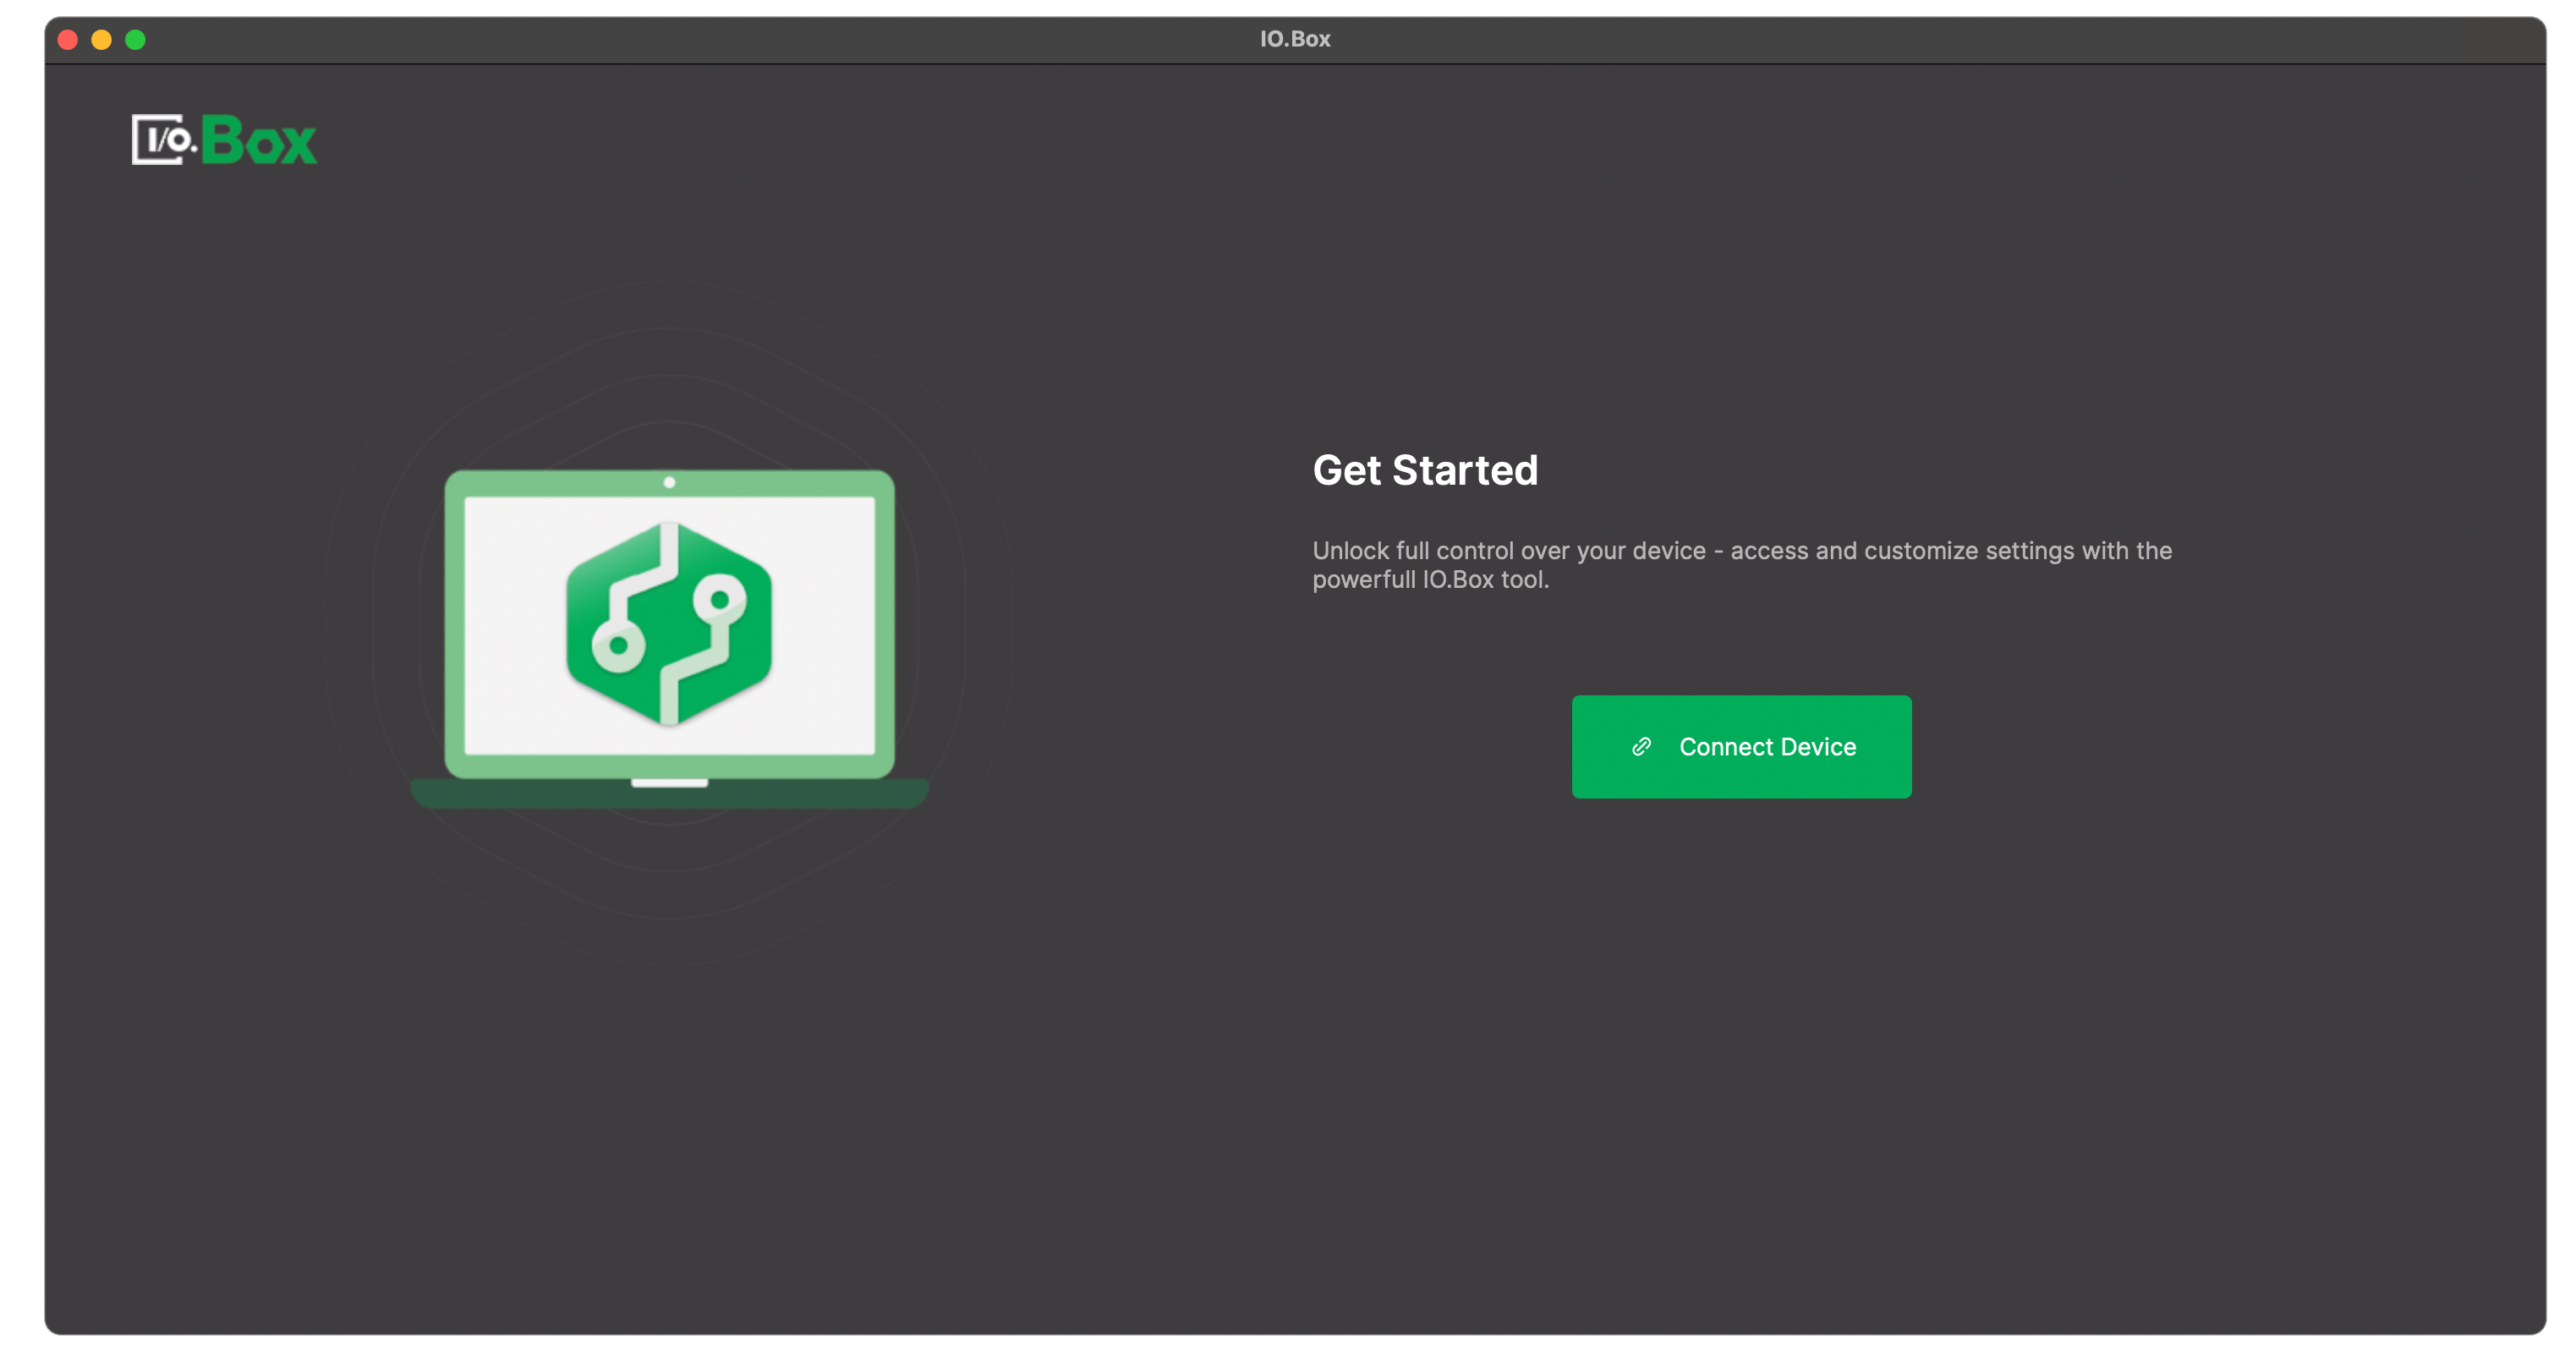 IO.Box
I/O.Box
Get Started
Unlock full control over your device - access and customize settings with the
powerfull IO.Box tool.
Connect Device